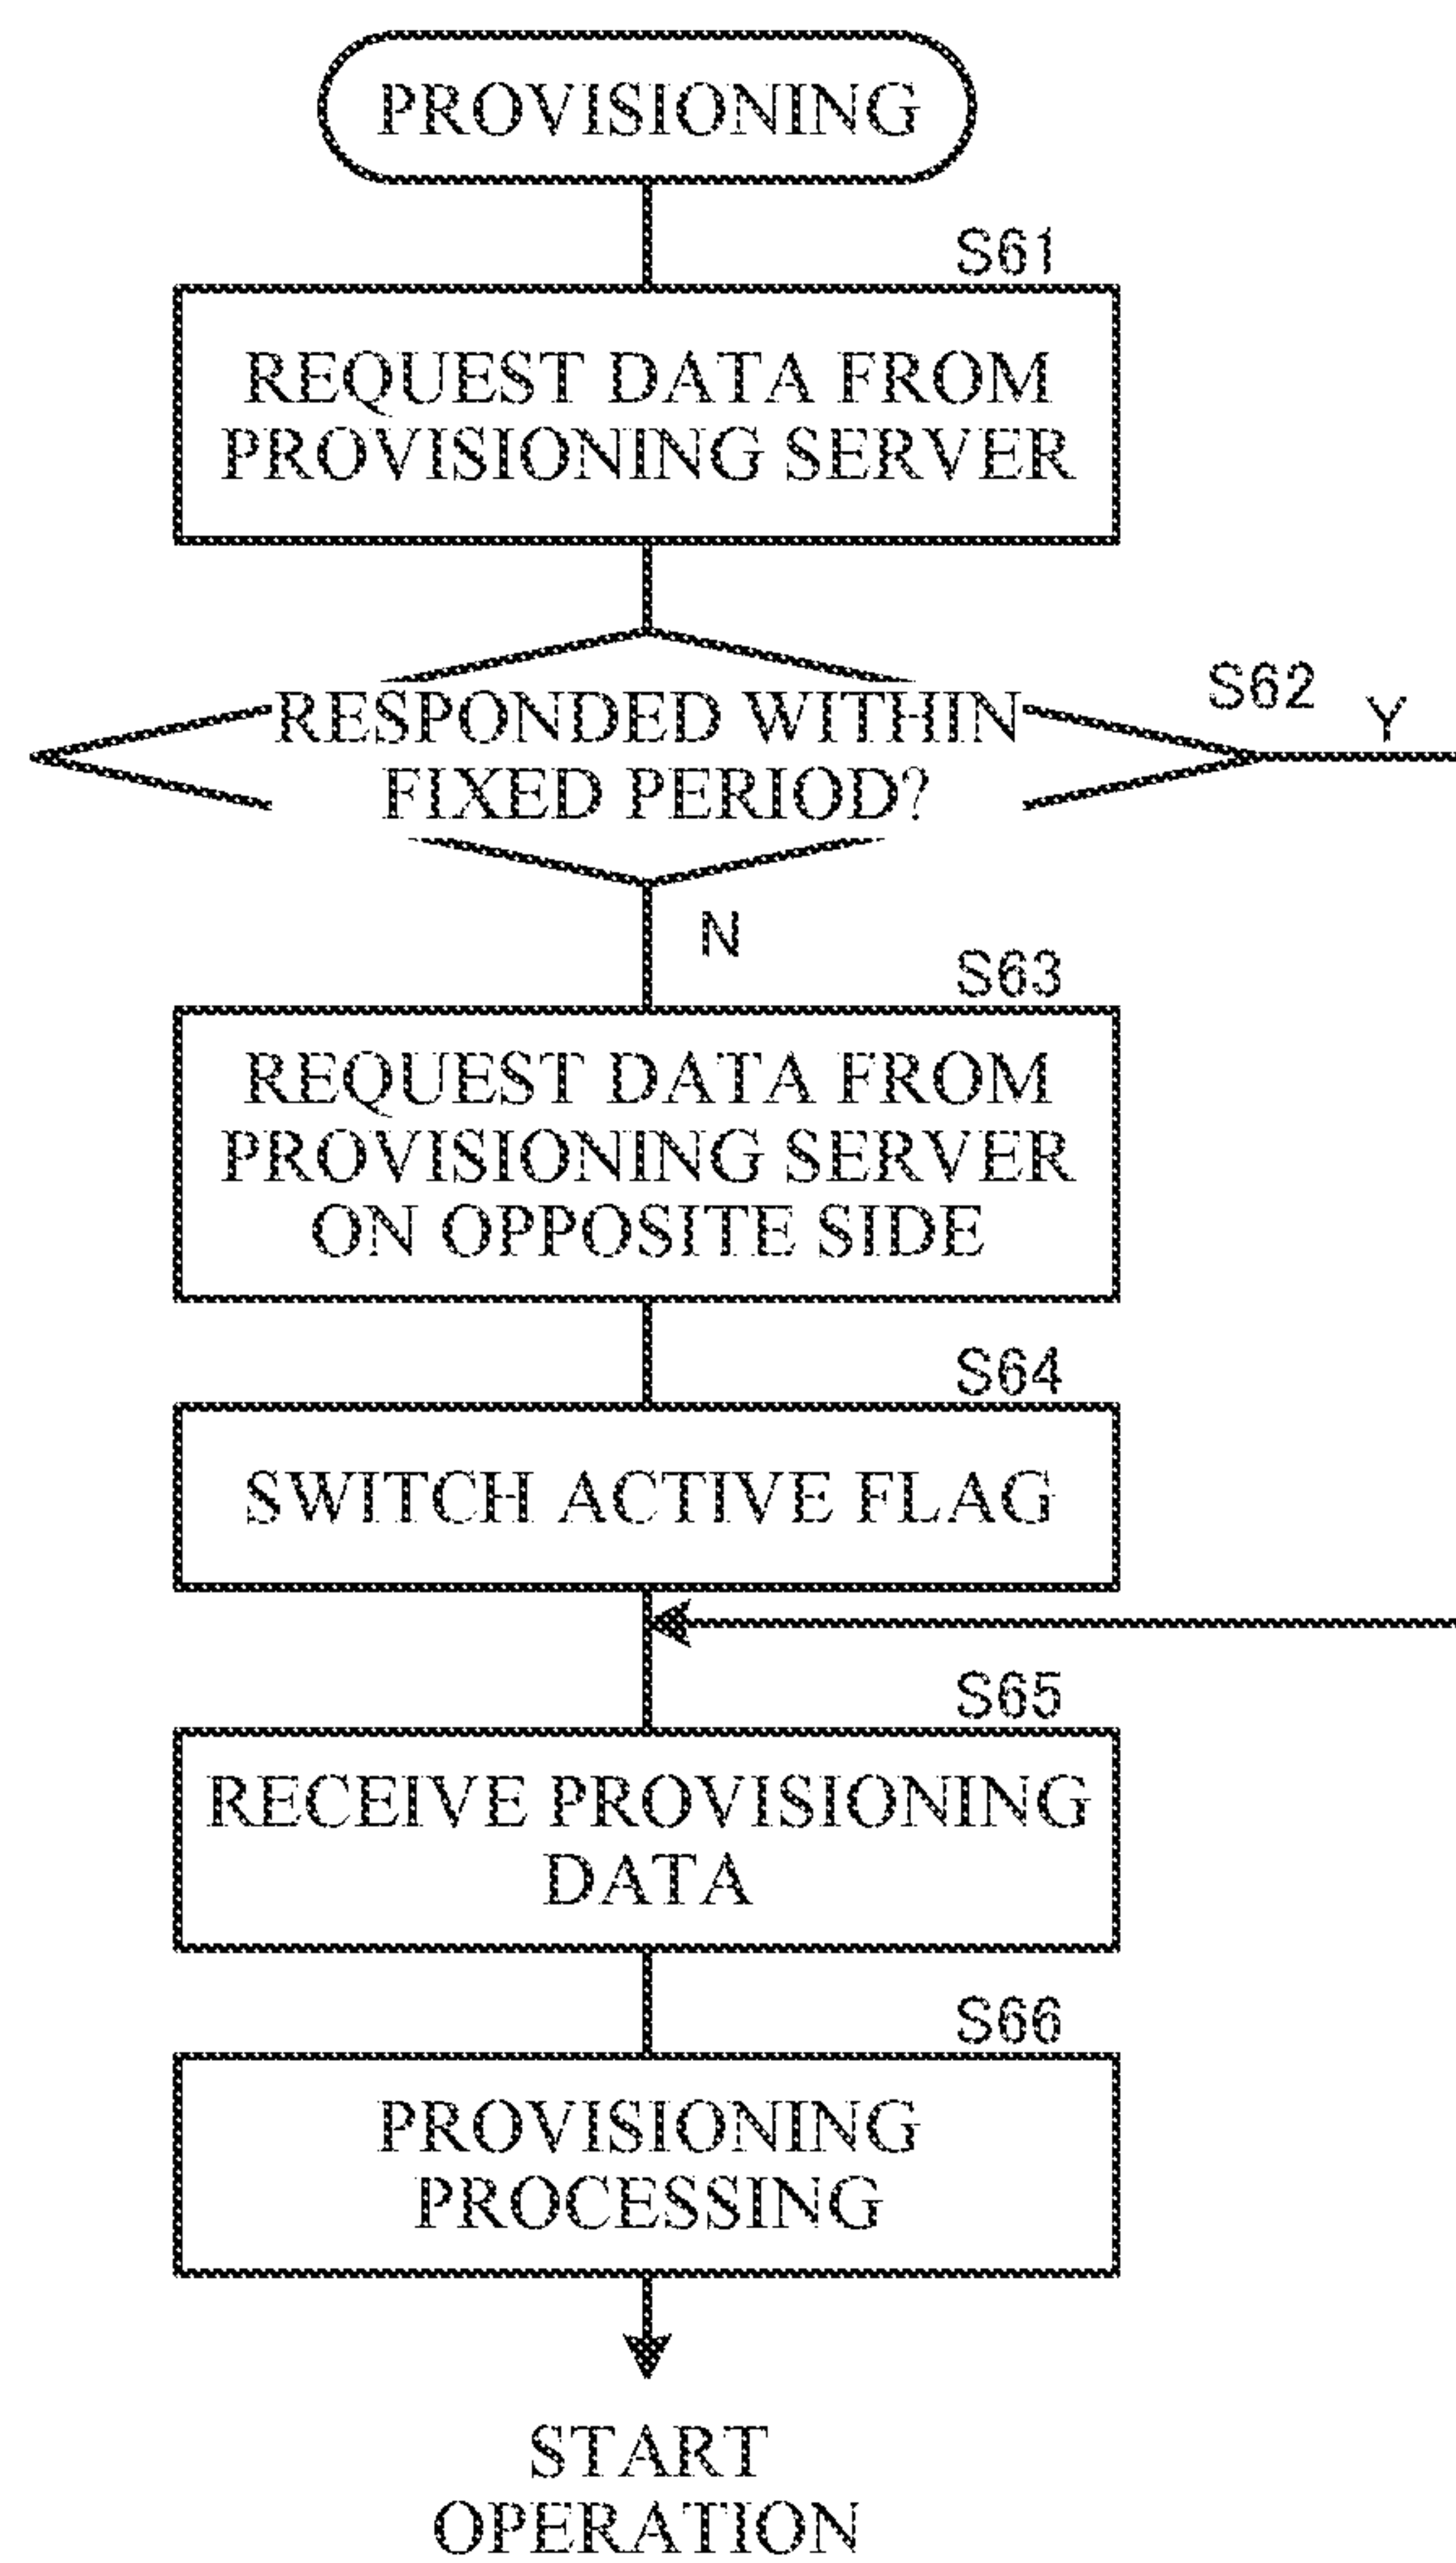 PROVISIONING
S61
REQUEST DATA FROM
PROVISIONING SERVER
S62
Y
RESPONDED WITHIN
FIXED PERIOD?
N
S63
REQUEST DATA FROM
PROVISIONING SERVER
ON OPPOSITE SIDE
S64
SWITCH ACTIVE FLAG
S65
RECEIVE PROVISIONING
DATA
S66
PROVISIONING
PROCESSING
START
OPERATION